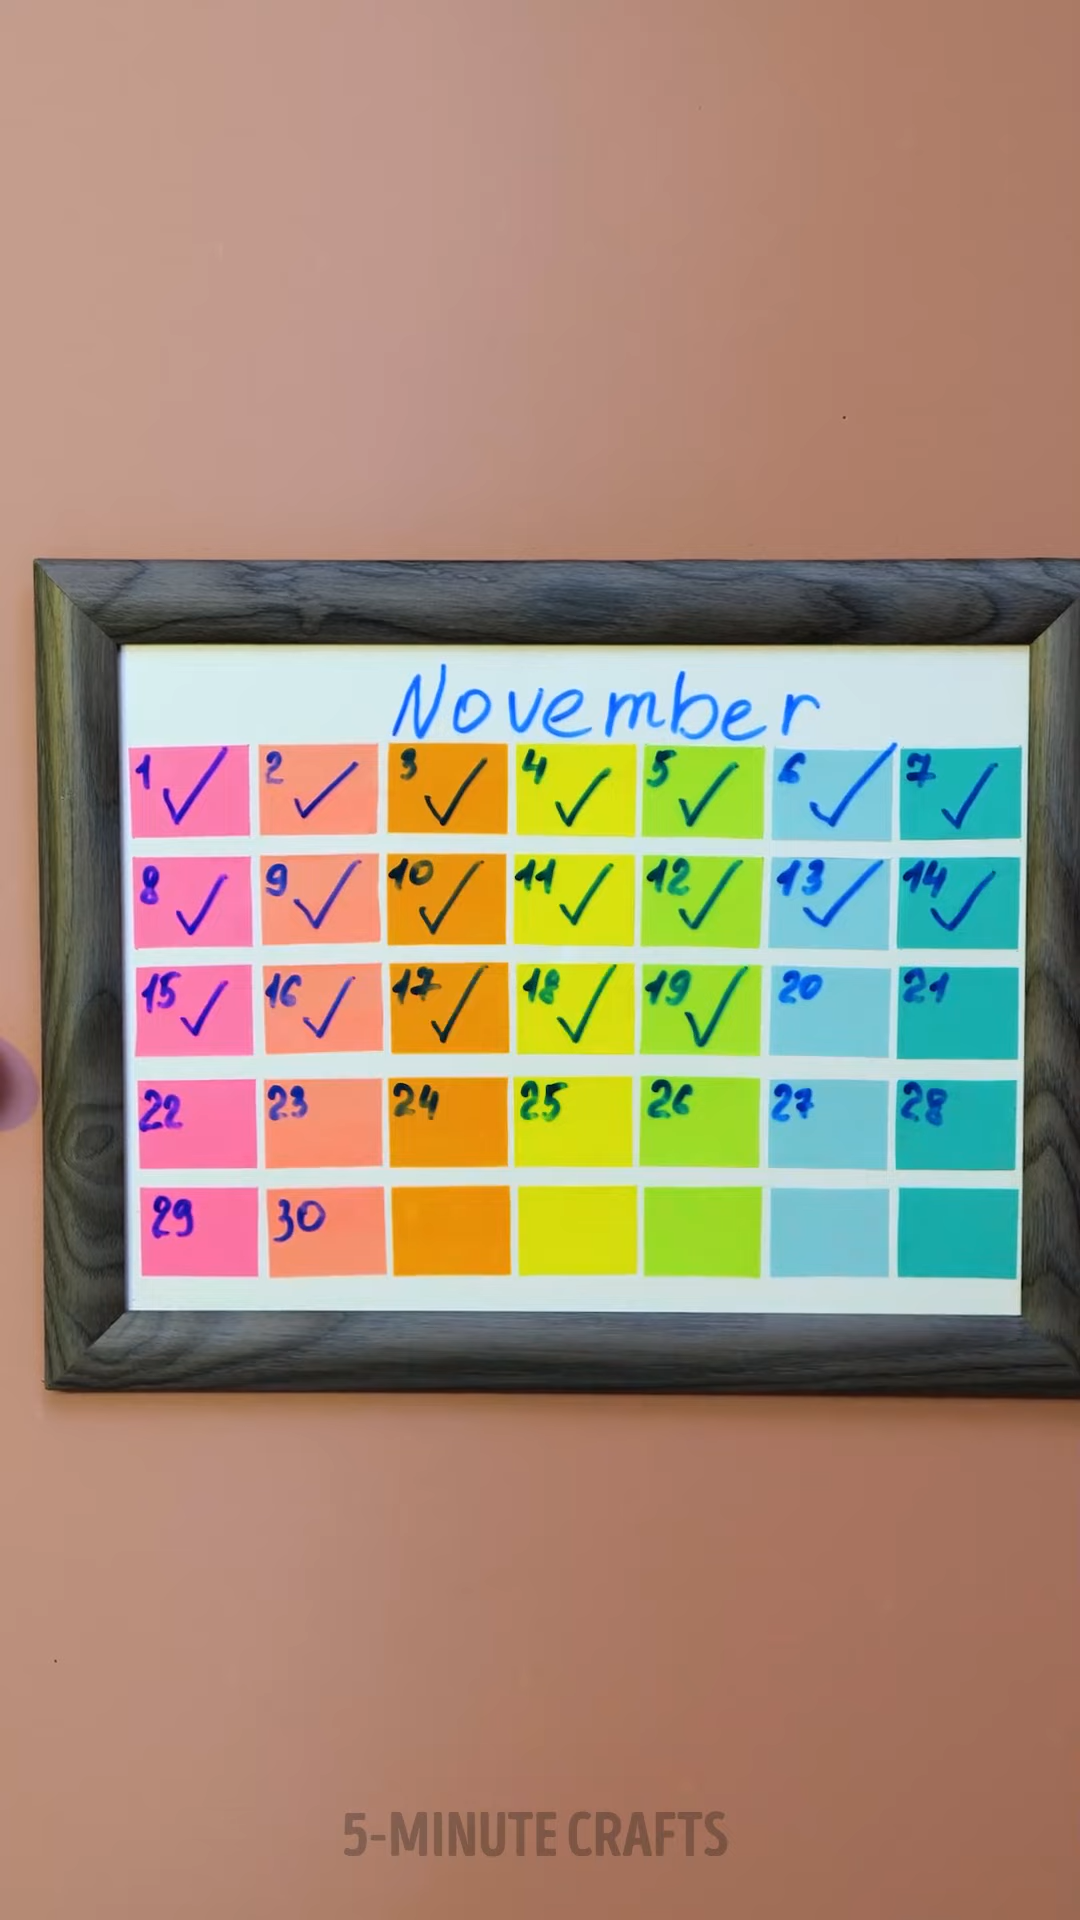 November
1 ✓ 2 ✓ 3 ✓ 4 ✓ 5 ✓ 6 ✓ 7 ✓
8 ✓ 9 ✓ 10 ✓ 11 ✓ 12 ✓ 13 ✓ 14 ✓
15 ✓ 16 ✓ 17 ✓ 18 ✓ 19 ✓ 20 21
22 23 24 25 26 27 28
29 30
5-MINUTE CRAFTS